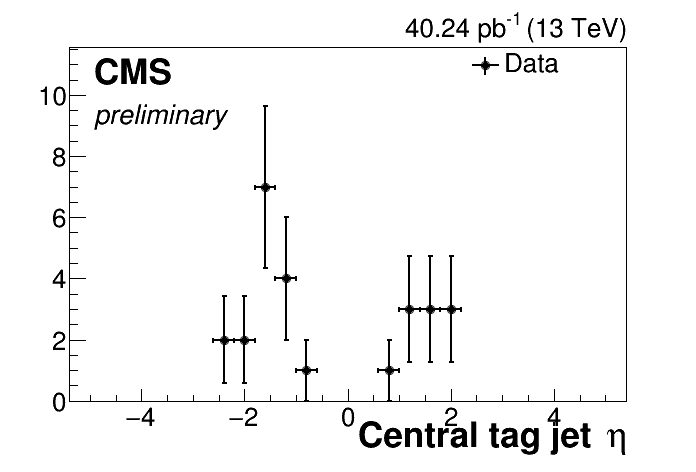 40.24 pb⁻¹ (13 TeV)
CMS
preliminary
Data
10
8
6
4
2
0
−4 −2 0 2 4
Central tag jet η